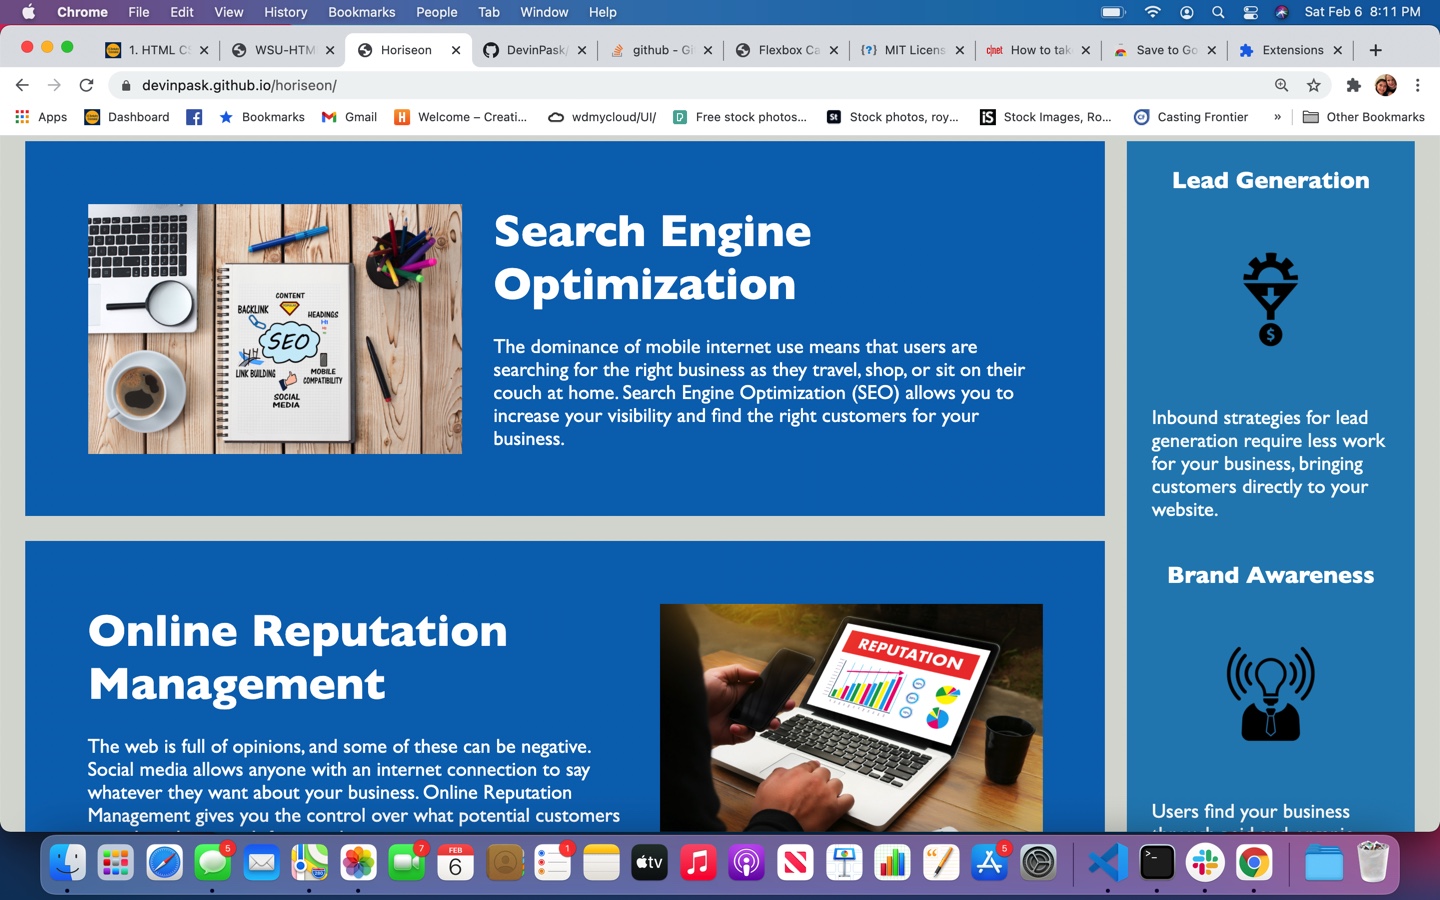 Chrome File Edit View History Bookmarks People Tab Window Help Sat Feb 6 8:11 PM
1. HTML C WSU-HTM Horiseon DevinPask/ github - Gi Flexbox Ca MIT Licens c|net How to tak Save to Go Extensions
devinpask.github.io/horiseon/
Apps Dashboard Bookmarks Gmail Welcome – Creati... wdmycloud/UI/ Free stock photos... St Stock photos, roy... iS Stock Images, Ro... CF Casting Frontier » Other Bookmarks
Search Engine
Optimization
The dominance of mobile internet use means that users are
searching for the right business as they travel, shop, or sit on their
couch at home. Search Engine Optimization (SEO) allows you to
increase your visibility and find the right customers for your
business.
CONTENT
BACKLINK
HEADINGS
SEO
LINK BUILDING
MOBILE
COMPATIBILITY
SOCIAL
MEDIA
Online Reputation
Management
The web is full of opinions, and some of these can be negative.
Social media allows anyone with an internet connection to say
whatever they want about your business. Online Reputation
Management gives you the control over what potential customers
REPUTATION
Lead Generation
$
Inbound strategies for lead
generation require less work
for your business, bringing
customers directly to your
website.
Brand Awareness
Users find your business
5 7 FEB 6 1 tv 5